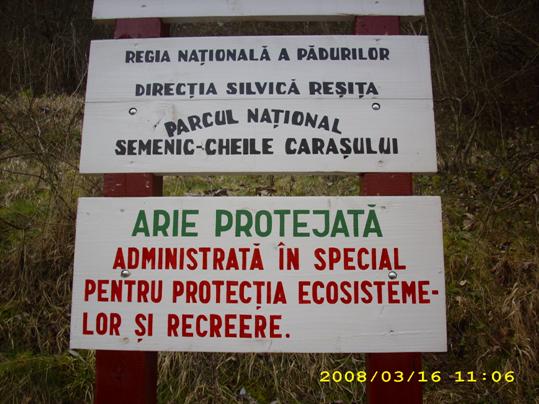 REGIA NAȚIONALĂ A PĂDURILOR
DIRECȚIA SILVICĂ REȘIȚA
PARCUL NAȚIONAL
SEMENIC-CHEILE CARAȘULUI
ARIE PROTEJATĂ
ADMINISTRATĂ ÎN SPECIAL
PENTRU PROTECȚIA ECOSISTEME-
LOR ȘI RECREERE.
2008/03/16 11:06